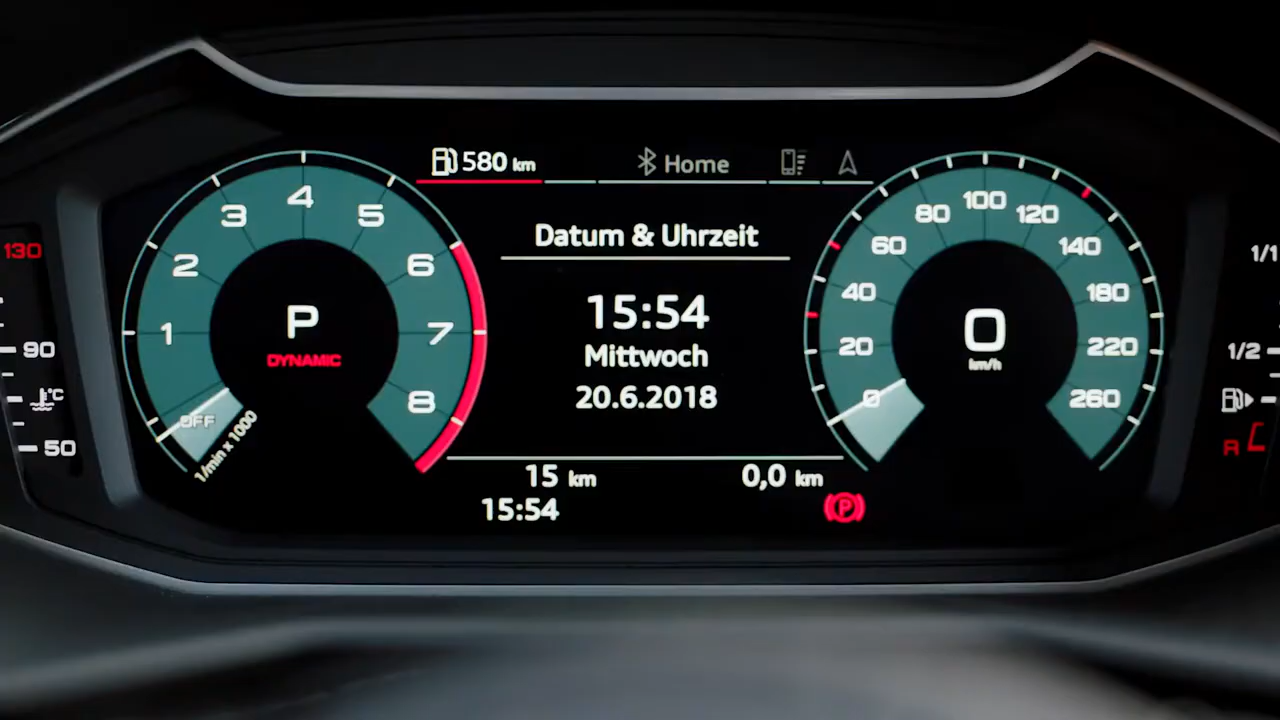 580 km
Home
Datum & Uhrzeit
15:54
Mittwoch
20.6.2018
15 km
0,0 km
15:54
P
1
2
3
4
5
6
7
8
P
DYNAMIC
OFF
1/min x 1000
0
20
40
60
80
100
120
140
180
220
260
0
km/h
130
90
°C
50
1/1
1/2
R